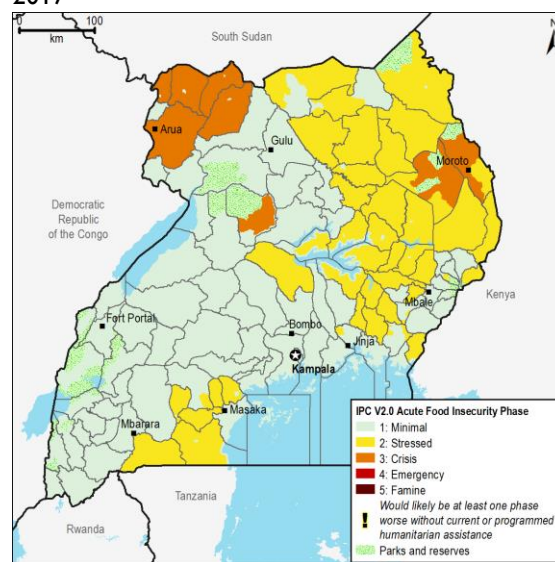 2017
0 100
km
South Sudan
N
Arua
Gulu
Moroto
Democratic
Republic
of the Congo
Kenya
Mbale
Fort Portal
Bombo
Jinja
Kampala
Masaka
Mbarara
Tanzania
Rwanda
IPC V2.0 Acute Food Insecurity Phase
1: Minimal
2: Stressed
3: Crisis
4: Emergency
5: Famine
! Would likely be at least one phase
worse without current or programmed
humanitarian assistance
Parks and reserves